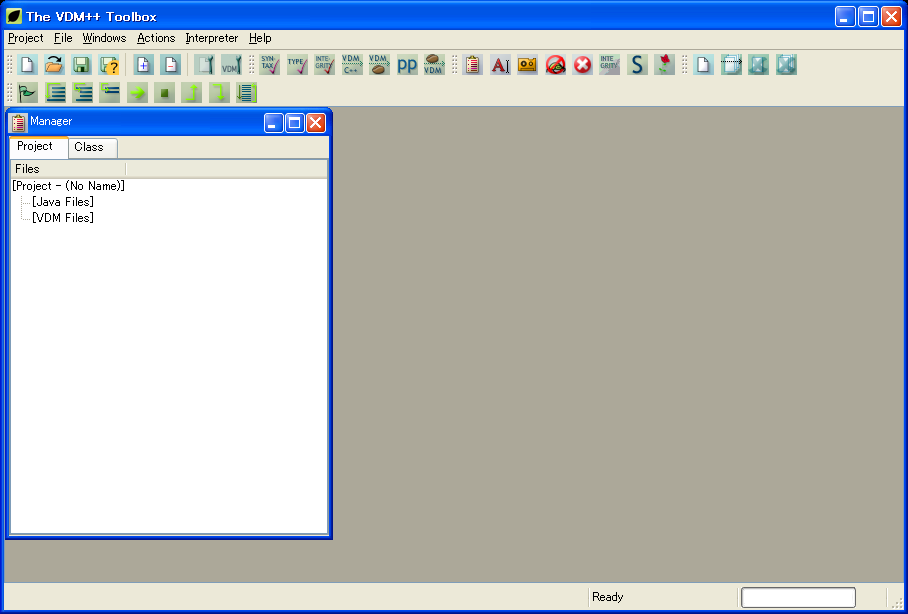 The VDM++ Toolbox
Project File Windows Actions Interpreter Help
SYN-TAX TYPE INTE-GRITY VDM C++ VDM PP VDM A INTE GRITY S
VDM
Manager
Project Class
Files
[Project - (No Name)]
[Java Files]
[VDM Files]
Ready